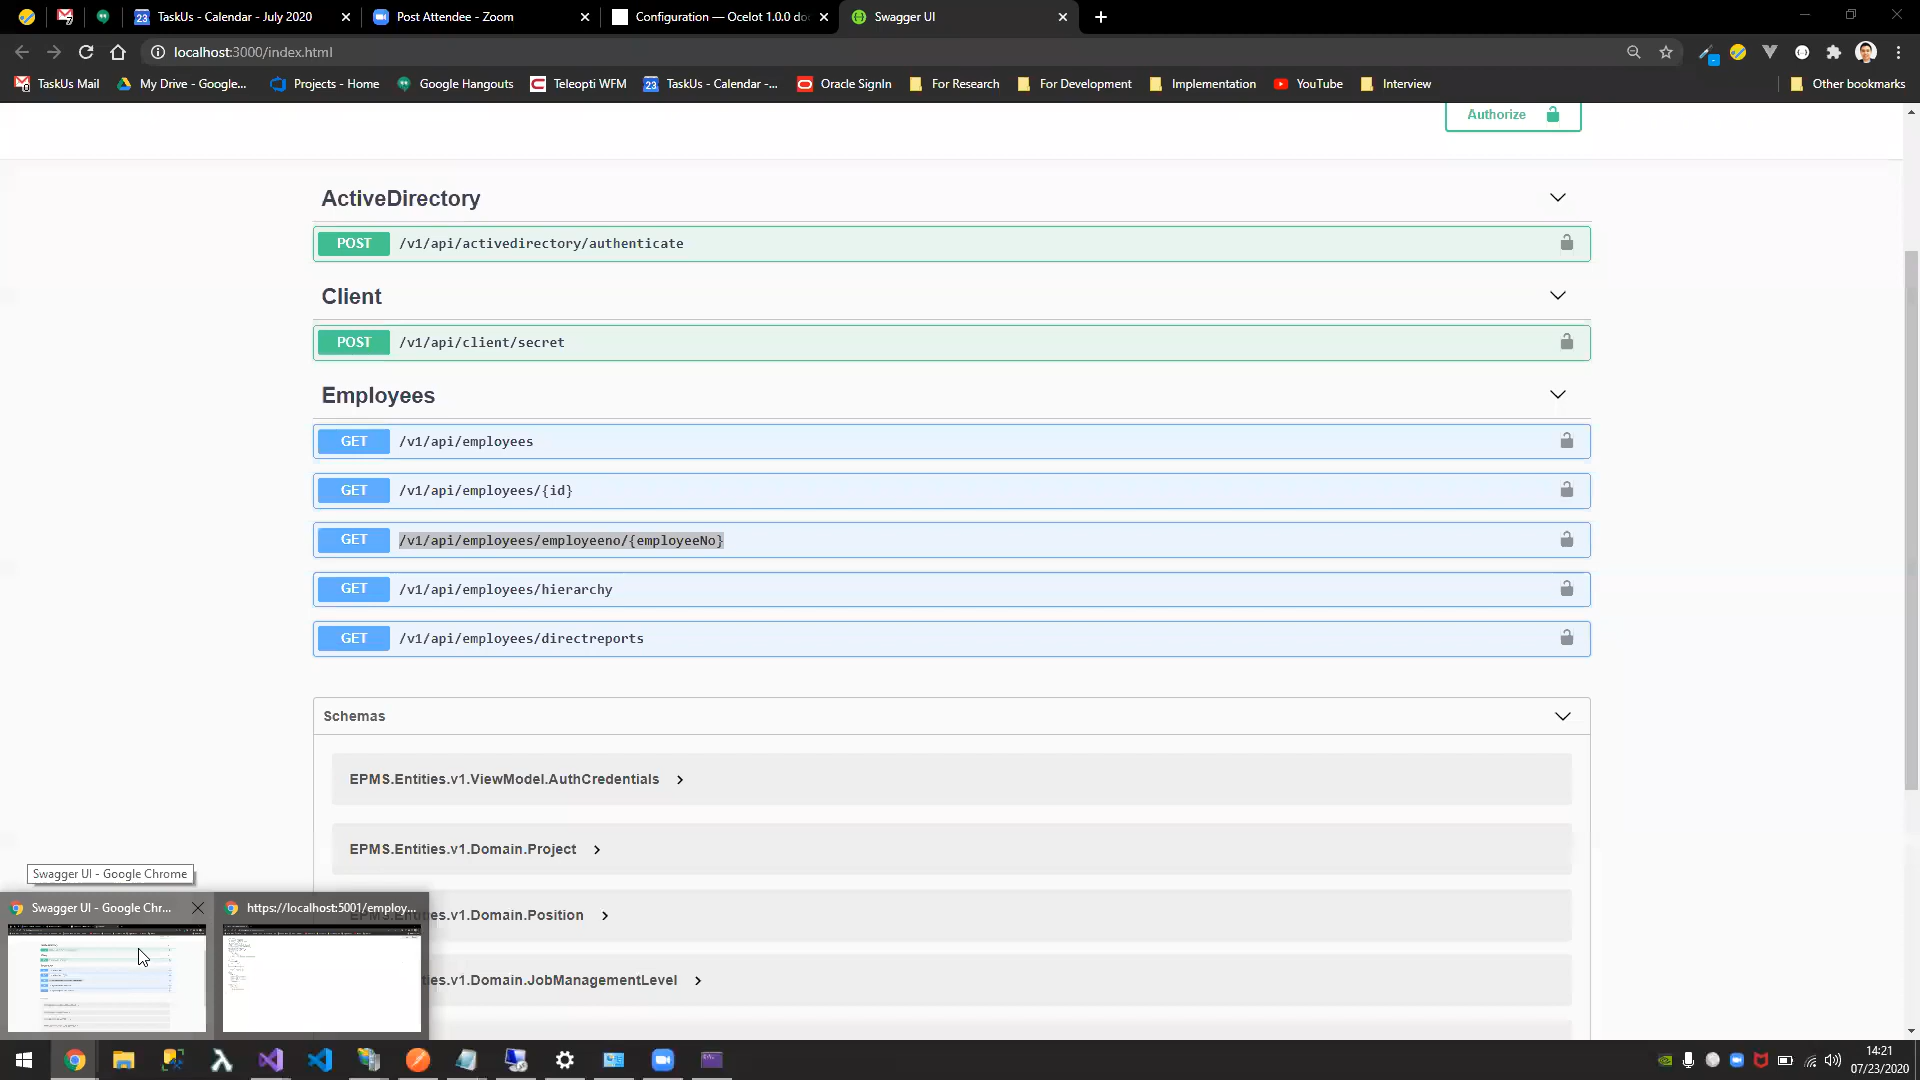 TaskUs - Calendar - July 2020
Post Attendee - Zoom
Configuration — Ocelot 1.0.0 do
Swagger UI
localhost:3000/index.html
TaskUs Mail
My Drive - Google...
Projects - Home
Google Hangouts
Teleopti WFM
23
TaskUs - Calendar -...
Oracle SignIn
For Research
For Development
Implementation
YouTube
Interview
Other bookmarks
Authorize
ActiveDirectory
POST /v1/api/activedirectory/authenticate
Client
POST /v1/api/client/secret
Employees
GET /v1/api/employees
GET /v1/api/employees/{id}
GET /v1/api/employees/employeeno/{employeeNo}
GET /v1/api/employees/hierarchy
GET /v1/api/employees/directreports
Schemas
EPMS.Entities.v1.ViewModel.AuthCredentials
EPMS.Entities.v1.Domain.Project
Swagger UI - Google Chrome
Swagger UI - Google Chr...
https://localhost:5001/employ...
EPMS.Entities.v1.Domain.Position
ies.v1.Domain.JobManagementLevel
14:21
07/23/2020